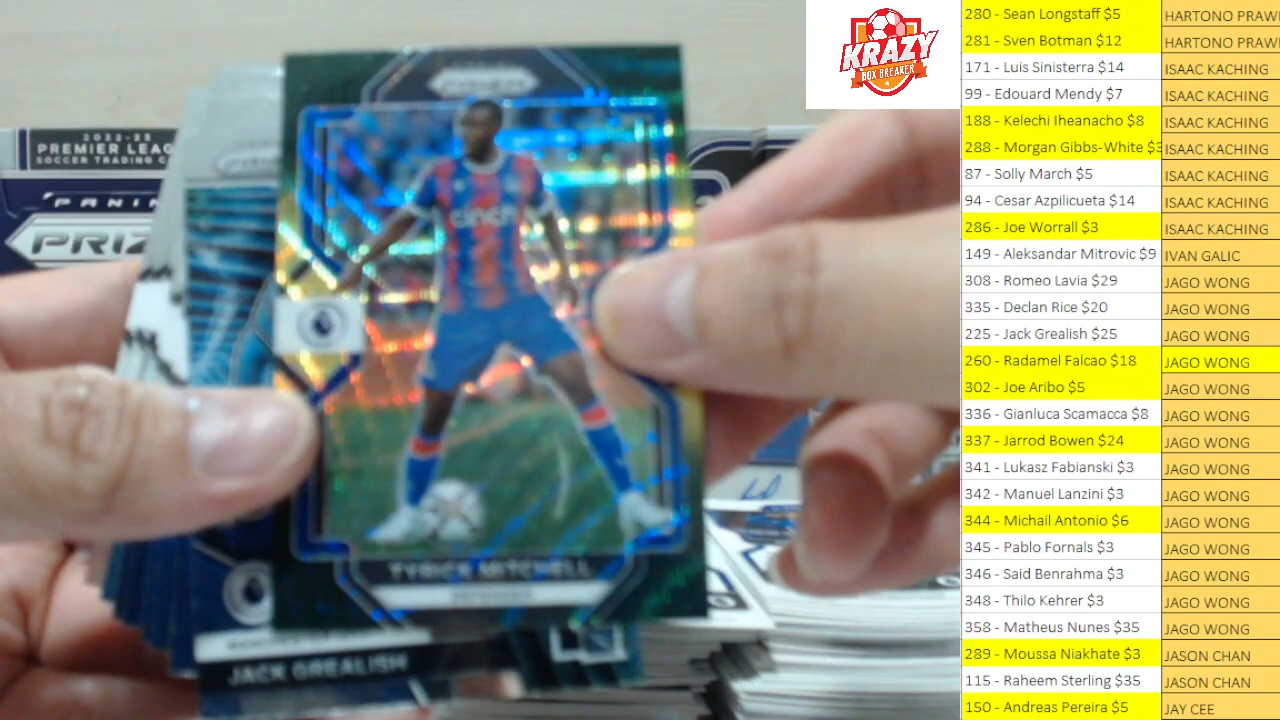 2022-23
PREMIER LEAG
SOCCER TRADING CA
PANIN
PRIZ
PRIZM
cinch
TYRICK MITCHELL
DEFENDER
JACK GREALISH
KRAZY
BOX BREAKER
280 - Sean Longstaff $5 HARTONO PRAWI
281 - Sven Botman $12 HARTONO PRAWI
171 - Luis Sinisterra $14 ISAAC KACHING
99 - Edouard Mendy $7 ISAAC KACHING
188 - Kelechi Iheanacho $8 ISAAC KACHING
288 - Morgan Gibbs-White $3 ISAAC KACHING
87 - Solly March $5 ISAAC KACHING
94 - Cesar Azpilicueta $14 ISAAC KACHING
286 - Joe Worrall $3 ISAAC KACHING
149 - Aleksandar Mitrovic $9 IVAN GALIC
308 - Romeo Lavia $29 JAGO WONG
335 - Declan Rice $20 JAGO WONG
225 - Jack Grealish $25 JAGO WONG
260 - Radamel Falcao $18 JAGO WONG
302 - Joe Aribo $5 JAGO WONG
336 - Gianluca Scamacca $8 JAGO WONG
337 - Jarrod Bowen $24 JAGO WONG
341 - Lukasz Fabianski $3 JAGO WONG
342 - Manuel Lanzini $3 JAGO WONG
344 - Michail Antonio $6 JAGO WONG
345 - Pablo Fornals $3 JAGO WONG
346 - Said Benrahma $3 JAGO WONG
348 - Thilo Kehrer $3 JAGO WONG
358 - Matheus Nunes $35 JAGO WONG
289 - Moussa Niakhate $3 JASON CHAN
115 - Raheem Sterling $35 JASON CHAN
150 - Andreas Pereira $5 JAY CEE